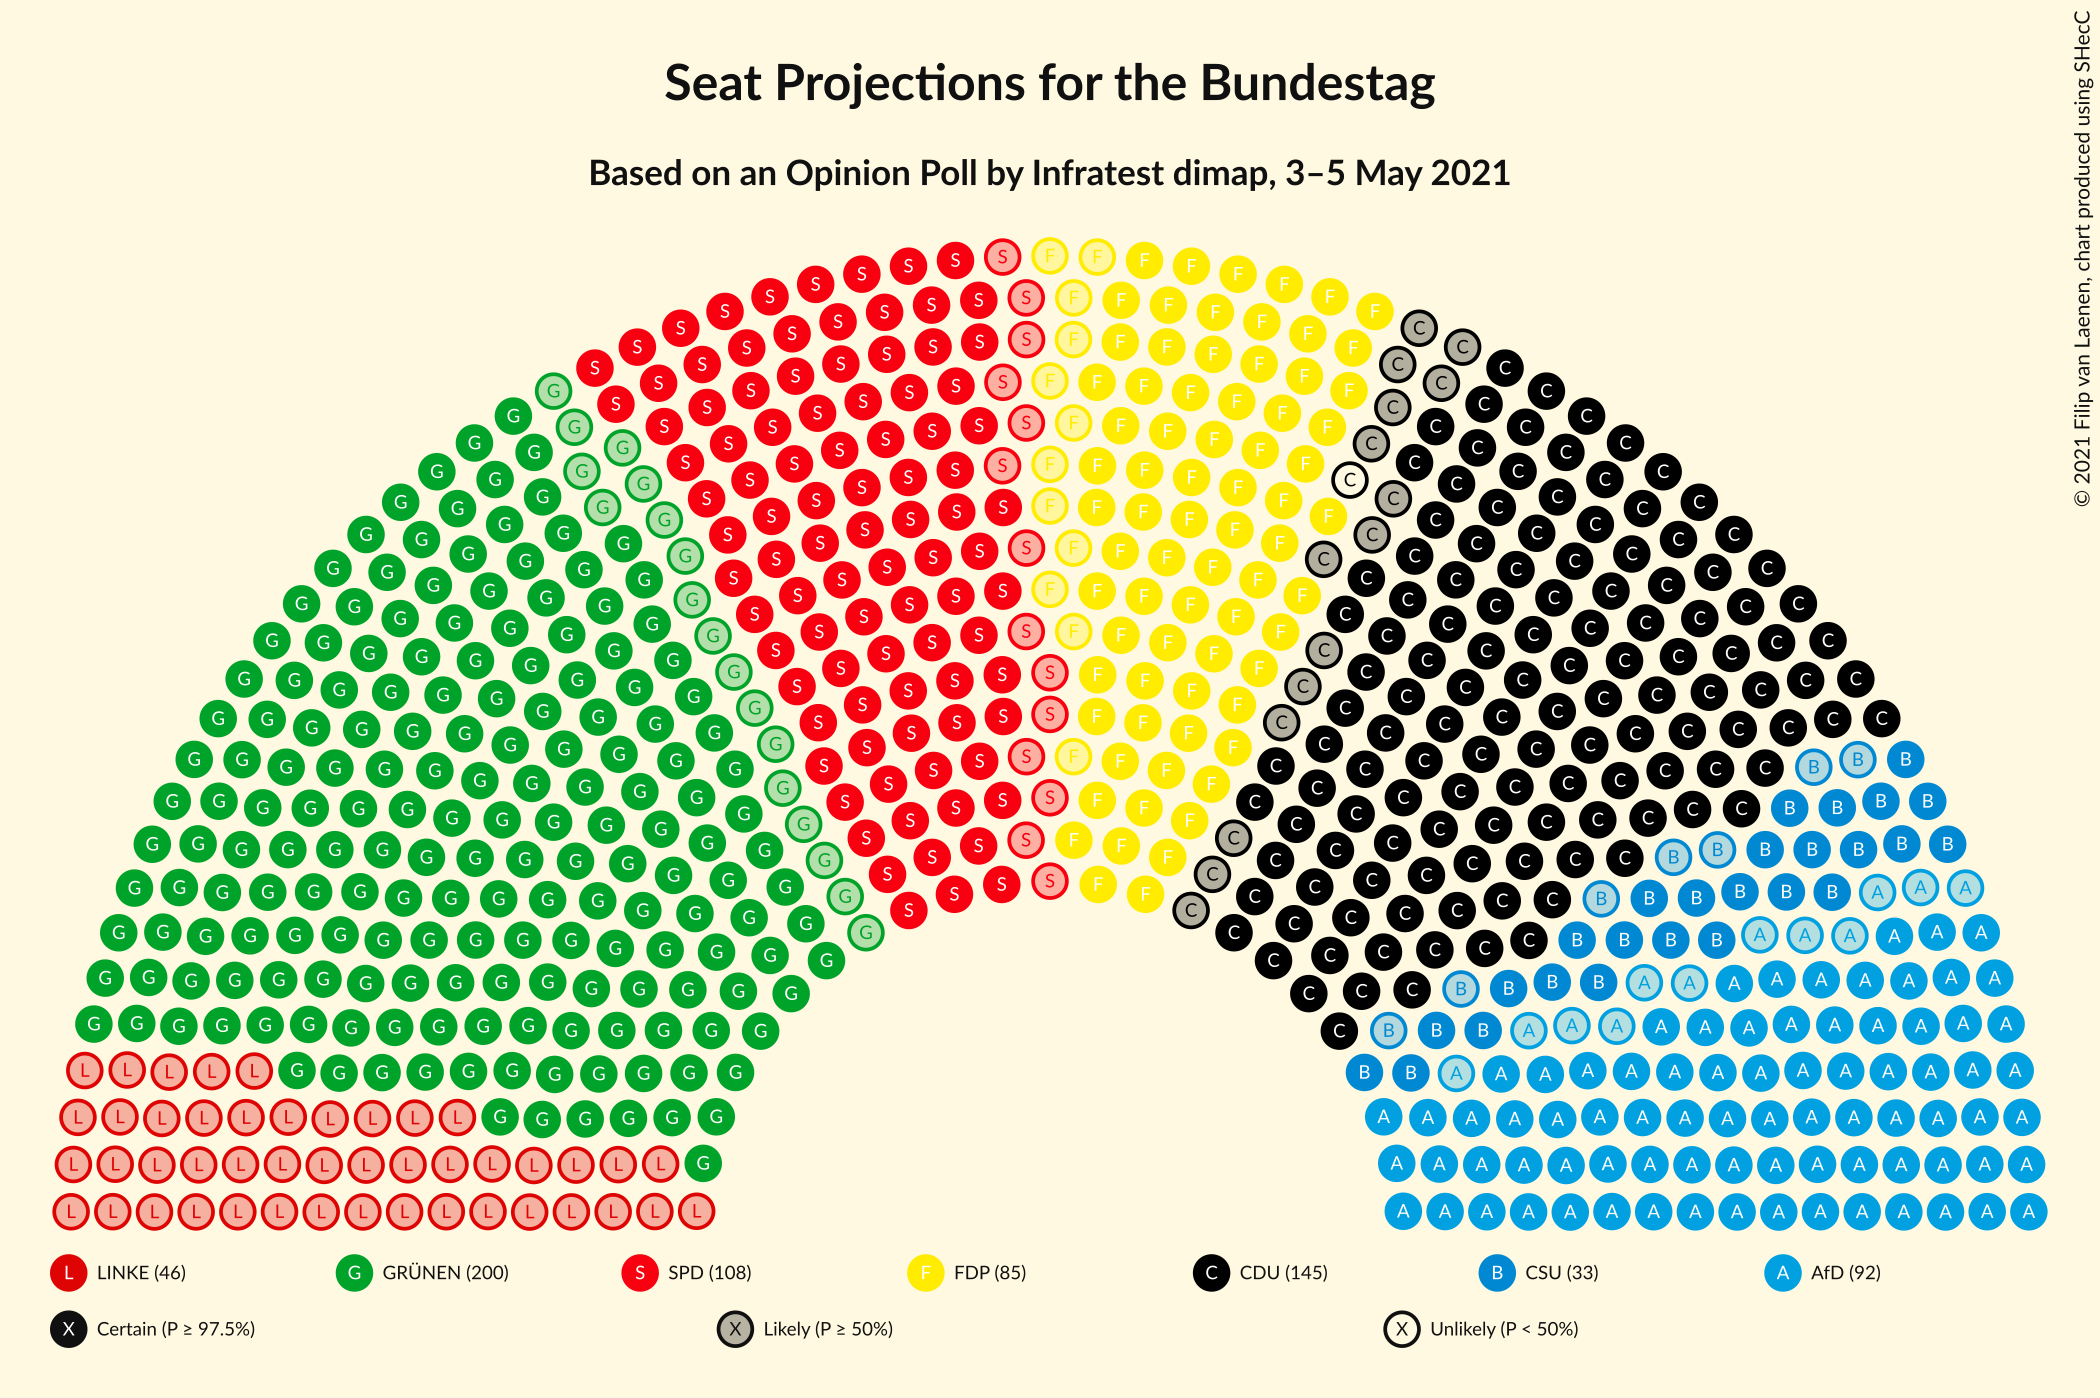 Seat Projections for the Bundestag
Based on an Opinion Poll by Infratest dimap, 3–5 May 2021
© 2021 Filip van Laenen, chart produced using SHecC
L LINKE (46) G GRÜNEN (200) S SPD (108) F FDP (85) C CDU (145) B CSU (33) A AfD (92)
X Certain (P ≥ 97.5%) X Likely (P ≥ 50%) X Unlikely (P < 50%)